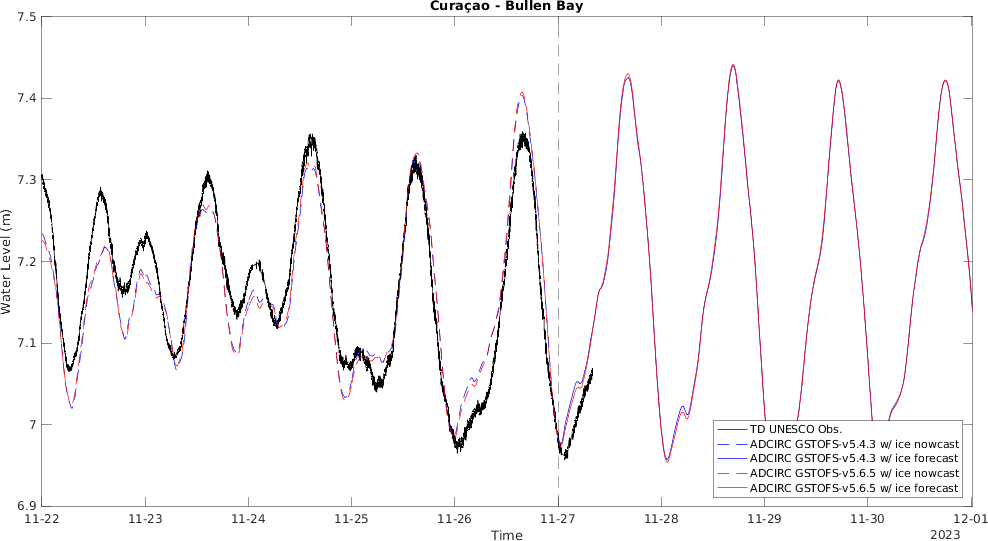 Curaçao - Bullen Bay
Water Level (m)
7.5
7.4
7.3
7.2
7.1
7
6.9
TD UNESCO Obs.
ADCIRC GSTOFS-v5.4.3 w/ ice nowcast
ADCIRC GSTOFS-v5.4.3 w/ ice forecast
ADCIRC GSTOFS-v5.6.5 w/ ice nowcast
ADCIRC GSTOFS-v5.6.5 w/ ice forecast
11-22 11-23 11-24 11-25 11-26 11-27 11-28 11-29 11-30 12-01
Time
2023